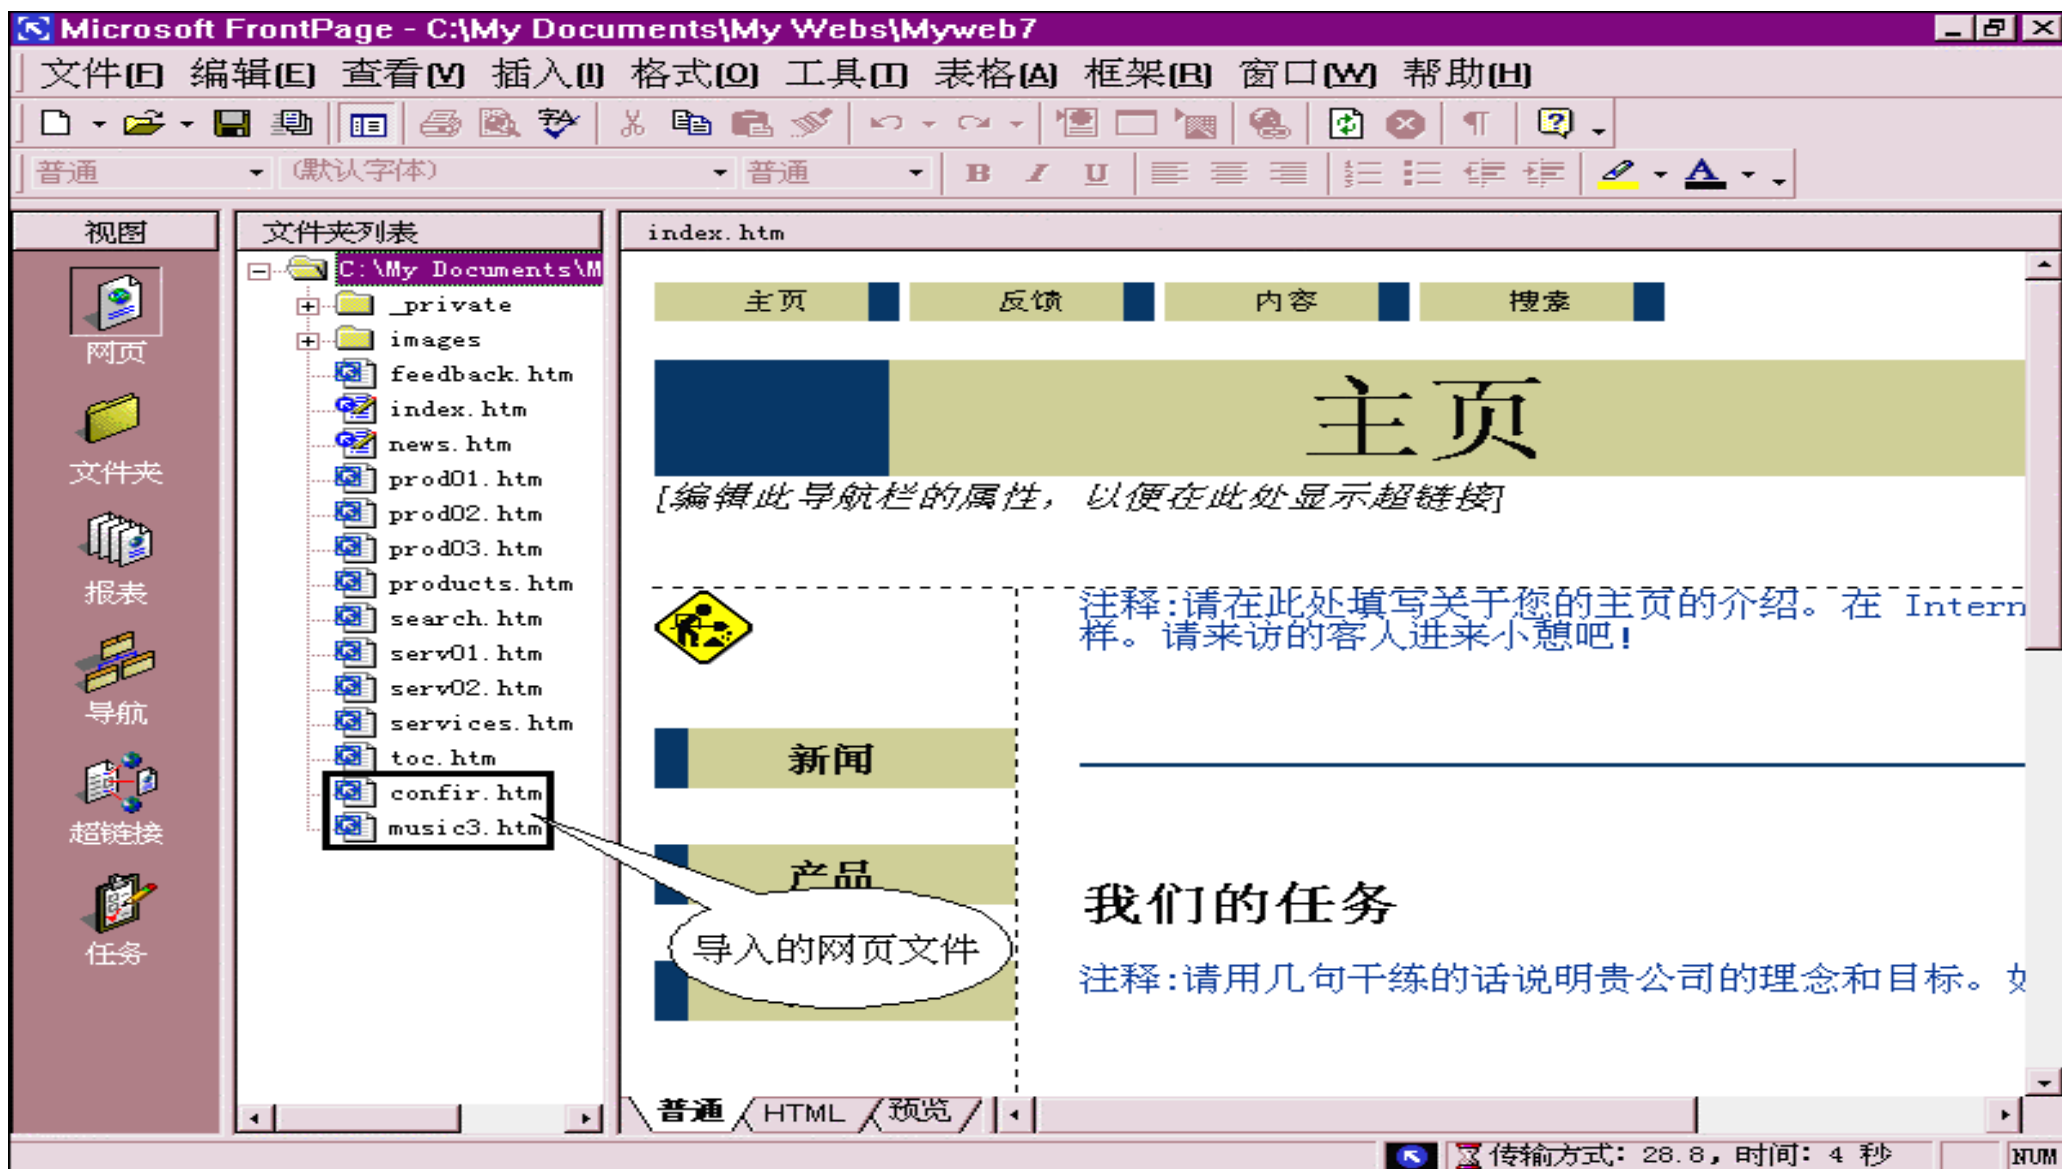 Microsoft FrontPage - C:\My Documents\My Webs\Myweb7
文件(F) 编辑(E) 查看(V) 插入(I) 格式(O) 工具(T) 表格(A) 框架(R) 窗口(W) 帮助(H)
普通 (默认字体) 普通 B I U A
视图
网页
文件夹
报表
导航
超链接
任务
文件夹列表
C:\My Documents\M
_private
images
feedback.htm
index.htm
news.htm
prod01.htm
prod02.htm
prod03.htm
products.htm
search.htm
serv01.htm
serv02.htm
services.htm
toc.htm
confir.htm
music3.htm
导入的网页文件
index.htm
主页 反馈 内容 搜索
主页
[编辑此导航栏的属性，以便在此处显示超链接]
注释:请在此处填写关于您的主页的介绍。在 Intern
样。请来访的客人进来小憩吧!
新闻
产品
我们的任务
注释:请用几句干练的话说明贵公司的理念和目标。如
普通 HTML 预览
传输方式: 28.8, 时间: 4 秒 NUM